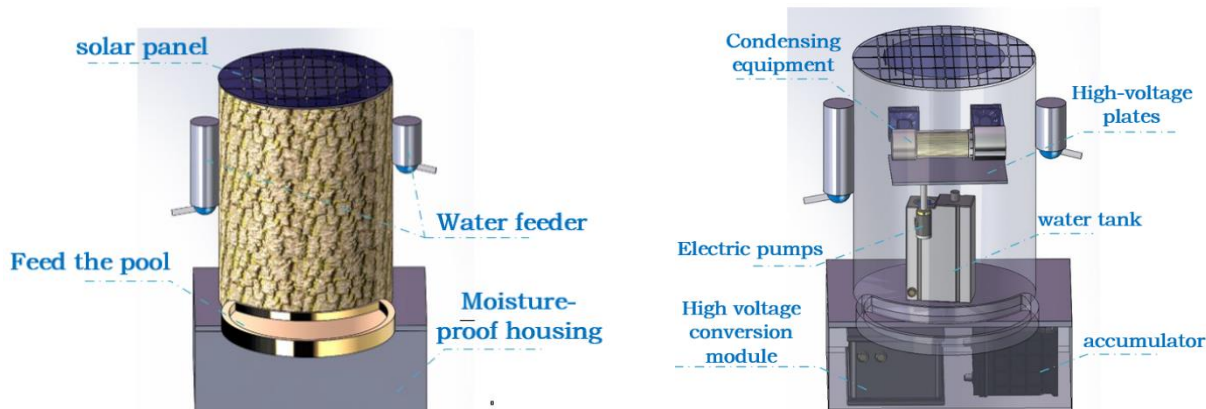 solar panel
Water feeder
Feed the pool
Moisture-
proof housing
Condensing
equipment
High-voltage
plates
water tank
Electric pumps
High voltage
conversion
module
accumulator